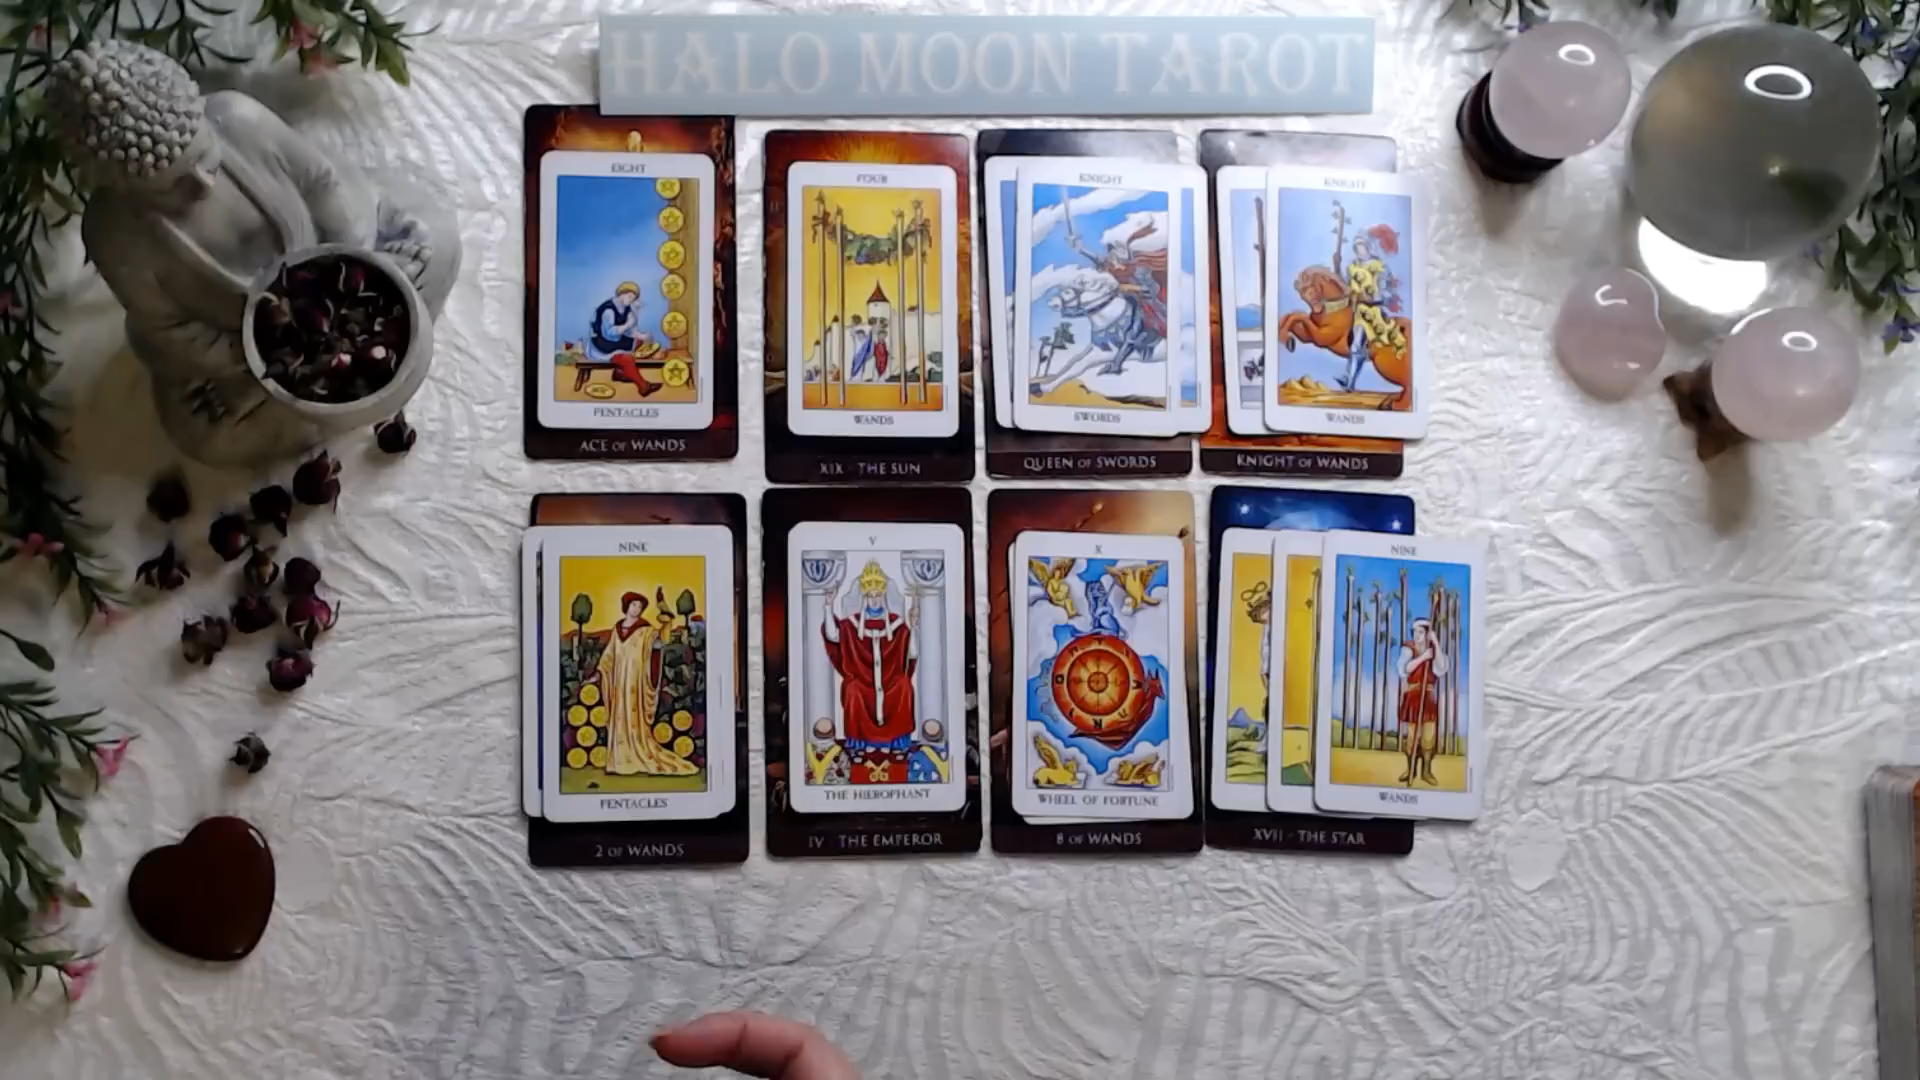 HALO MOON TAROT
EIGHT
PENTACLES
ACE OF WANDS
FOUR
WANDS
XIX · THE SUN
KNIGHT
SWORDS
QUEEN OF SWORDS
KNIGHT
WANDS
KNIGHT OF WANDS
NINE
PENTACLES
2 OF WANDS
V
THE HIEROPHANT
IV · THE EMPEROR
X
WHEEL OF FORTUNE
8 OF WANDS
NINE
WANDS
XVII · THE STAR